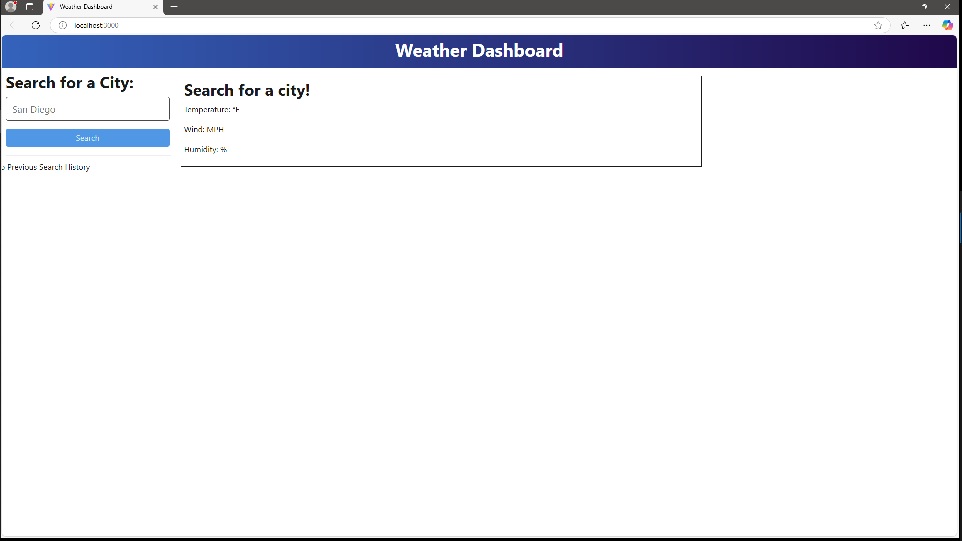 Weather Dashboard
localhost:3000
Weather Dashboard
Search for a City:
San Diego
Search
Previous Search History
Search for a city!
Temperature: °F
Wind: MPH
Humidity: %